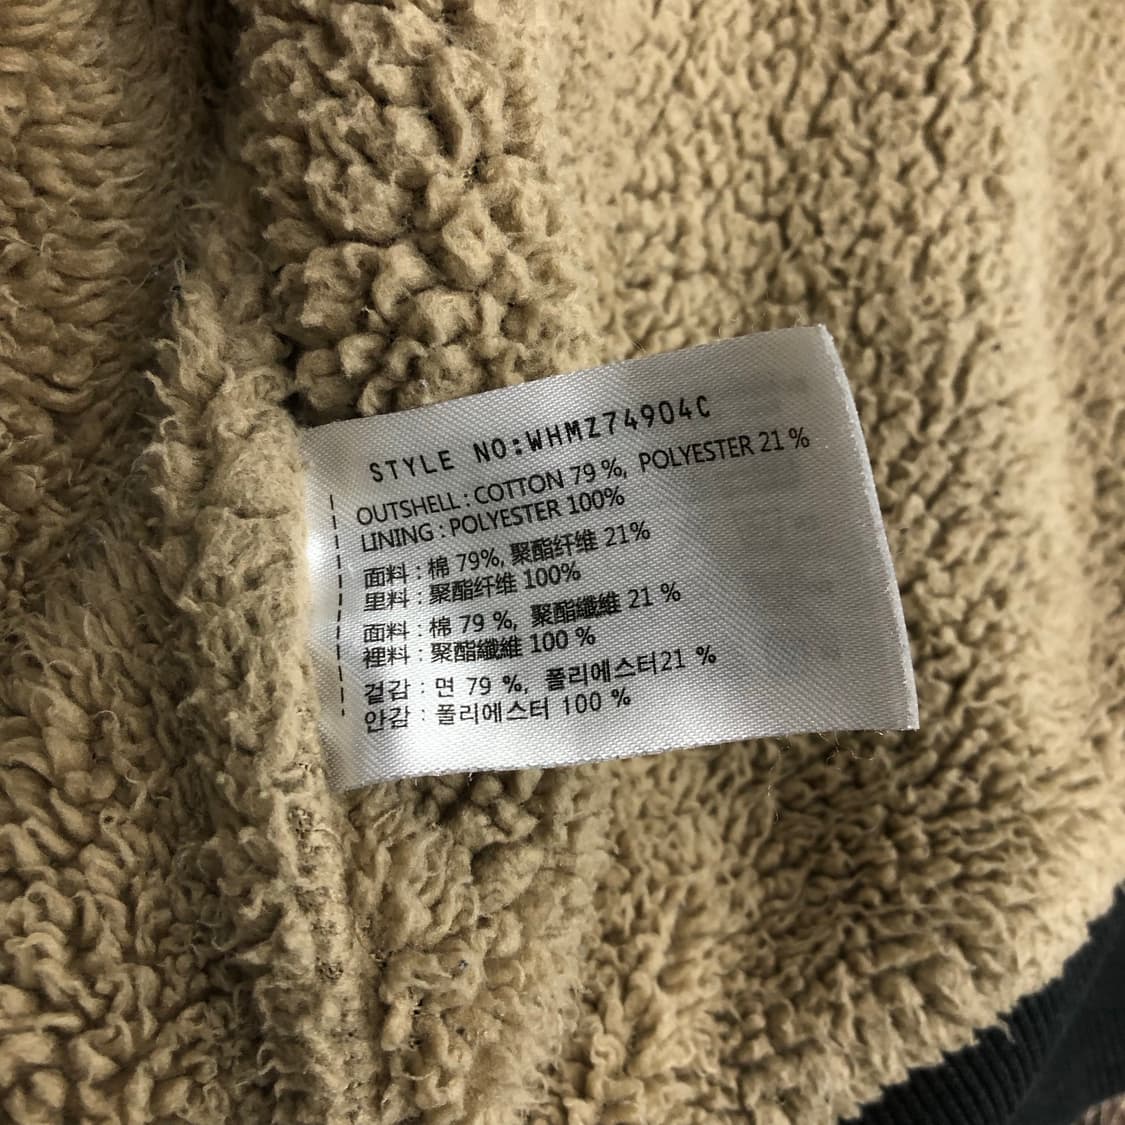 STYLE NO:WHMZ74904C
OUTSHELL : COTTON 79 %, POLYESTER 21 %
LINING : POLYESTER 100%
面料 : 棉 79%, 聚酯纤维 21%
里料 : 聚酯纤维 100%
面料 : 棉 79 %, 聚酯纖維 21 %
裡料 : 聚酯纖維 100 %
겉감 : 면 79 %, 폴리에스터21 %
안감 : 폴리에스터 100 %